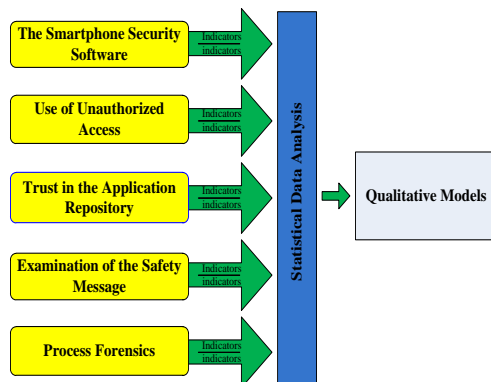 The Smartphone Security
Software
Indicators
indicators
Use of Unauthorized
Access
Indicators
indicators
Trust in the Application
Repository
Indicators
indicators
Examination of the Safety
Message
Indicators
indicators
Process Forensics
Indicators
indicators
Statistical Data Analysis
Qualitative Models